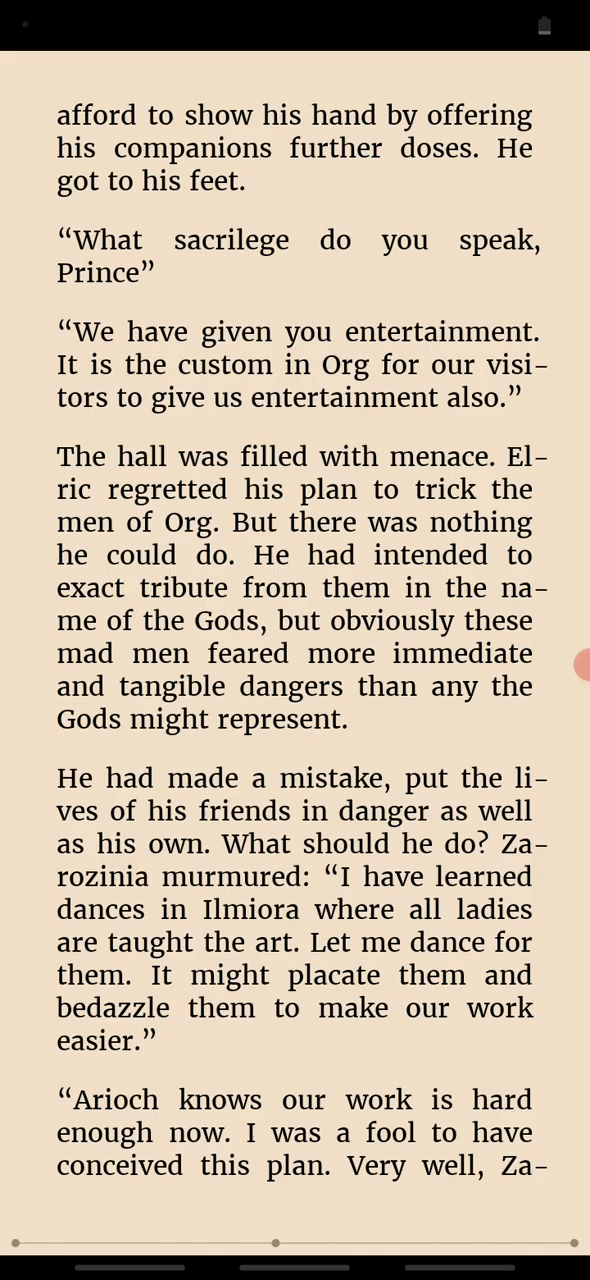 afford to show his hand by offering
his companions further doses. He
got to his feet.
“What sacrilege do you speak,
Prince”
“We have given you entertainment.
It is the custom in Org for our visi-
tors to give us entertainment also.”
The hall was filled with menace. El-
ric regretted his plan to trick the
men of Org. But there was nothing
he could do. He had intended to
exact tribute from them in the na-
me of the Gods, but obviously these
mad men feared more immediate
and tangible dangers than any the
Gods might represent.
He had made a mistake, put the li-
ves of his friends in danger as well
as his own. What should he do? Za-
rozinia murmured: “I have learned
dances in Ilmiora where all ladies
are taught the art. Let me dance for
them. It might placate them and
bedazzle them to make our work
easier.”
“Arioch knows our work is hard
enough now. I was a fool to have
conceived this plan. Very well, Za-